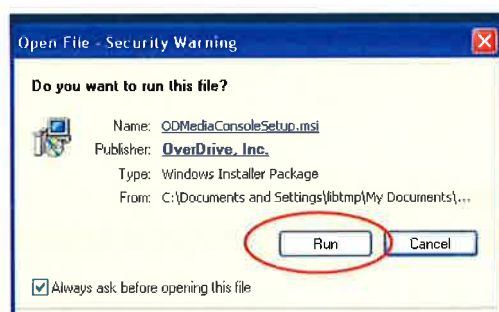 Open File - Security Warning
Do you want to run this file?
Name: ODMediaConsoleSetup.msi
Publisher: OverDrive, Inc.
Type: Windows Installer Package
From: C:\Documents and Settings\libtmp\My Documents\...
Run Cancel
Always ask before opening this file